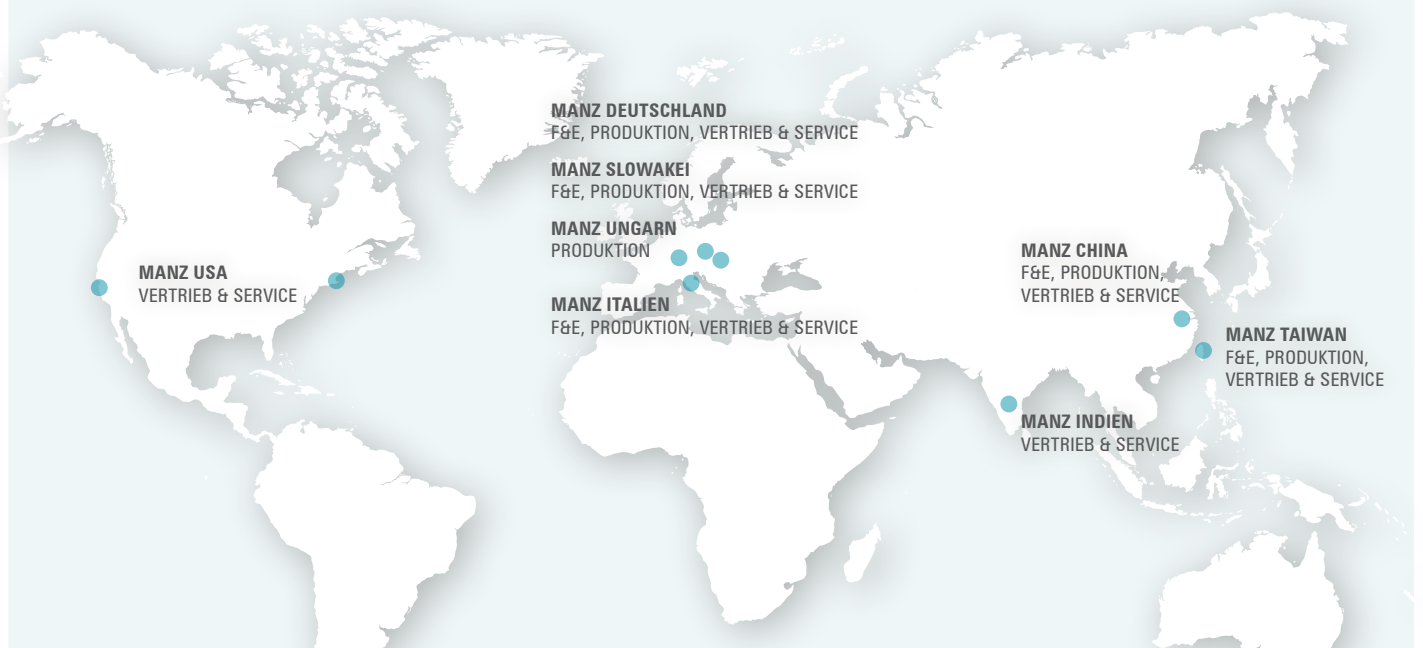 MANZ DEUTSCHLAND
F&E, PRODUKTION, VERTRIEB & SERVICE
MANZ SLOWAKEI
F&E, PRODUKTION, VERTRIEB & SERVICE
MANZ UNGARN
PRODUKTION
MANZ ITALIEN
F&E, PRODUKTION, VERTRIEB & SERVICE
MANZ USA
VERTRIEB & SERVICE
MANZ CHINA
F&E, PRODUKTION,
VERTRIEB & SERVICE
MANZ TAIWAN
F&E, PRODUKTION,
VERTRIEB & SERVICE
MANZ INDIEN
VERTRIEB & SERVICE